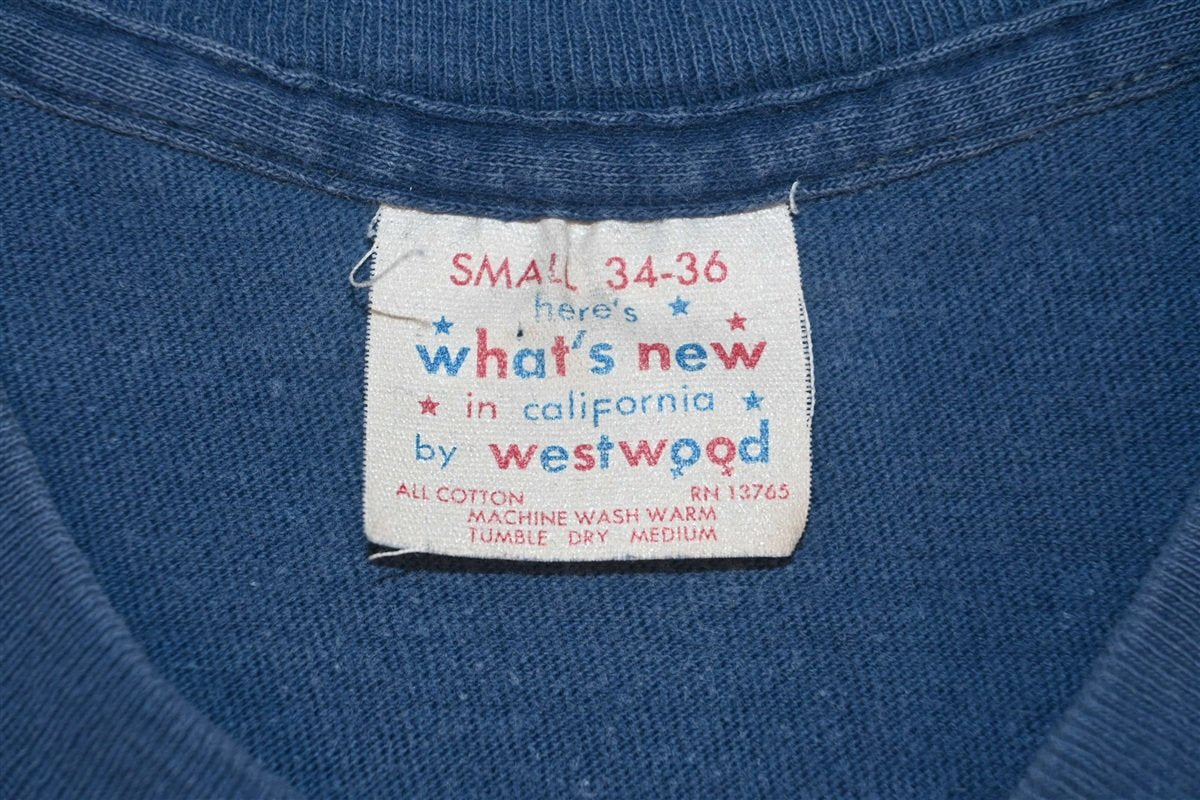 SMALL 34-36
here's
what's new
in california
by westwood
ALL COTTON RN 13765
MACHINE WASH WARM
TUMBLE DRY MEDIUM